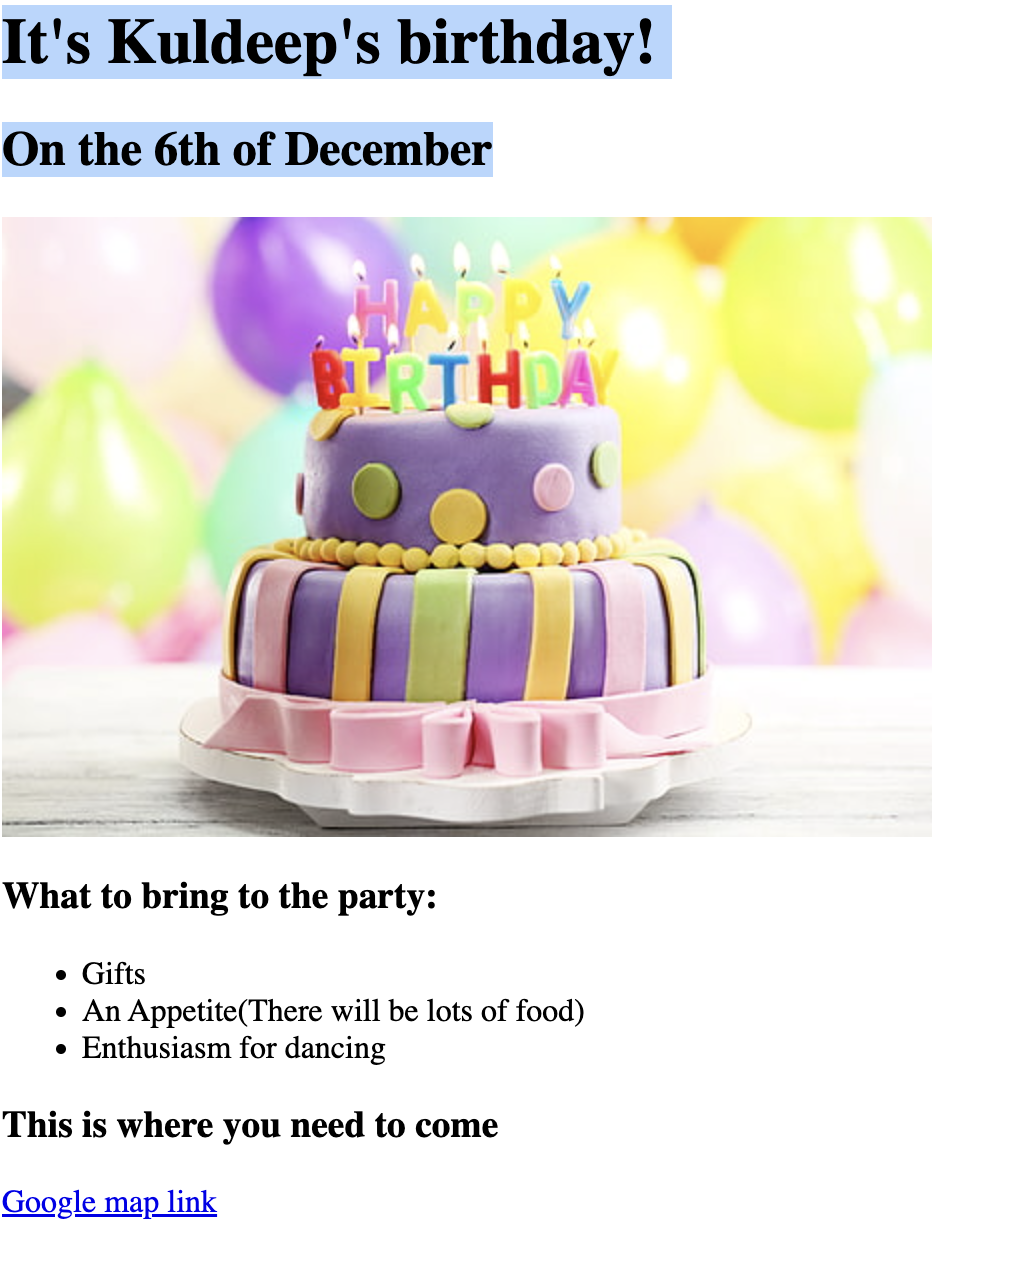 It's Kuldeep's birthday!
On the 6th of December
HAPPY
BIRTHDAY
What to bring to the party:
Gifts
An Appetite(There will be lots of food)
Enthusiasm for dancing
This is where you need to come
Google map link